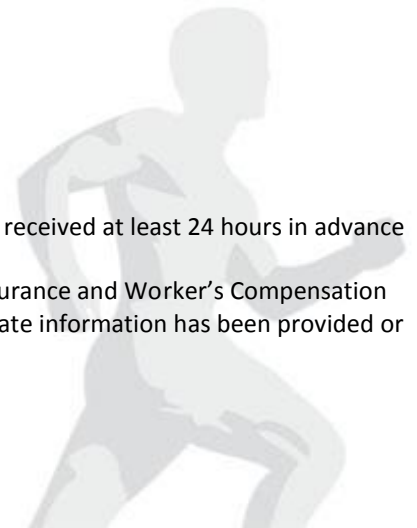 received at least 24 hours in advance
urance and Worker’s Compensation
ate information has been provided or